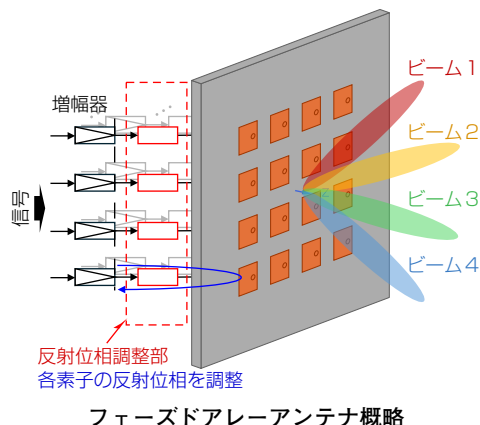 ビーム1
増幅器
ビーム2
信号
ビーム3
ビーム4
反射位相調整部
各素子の反射位相を調整
フェーズドアレーアンテナ概略